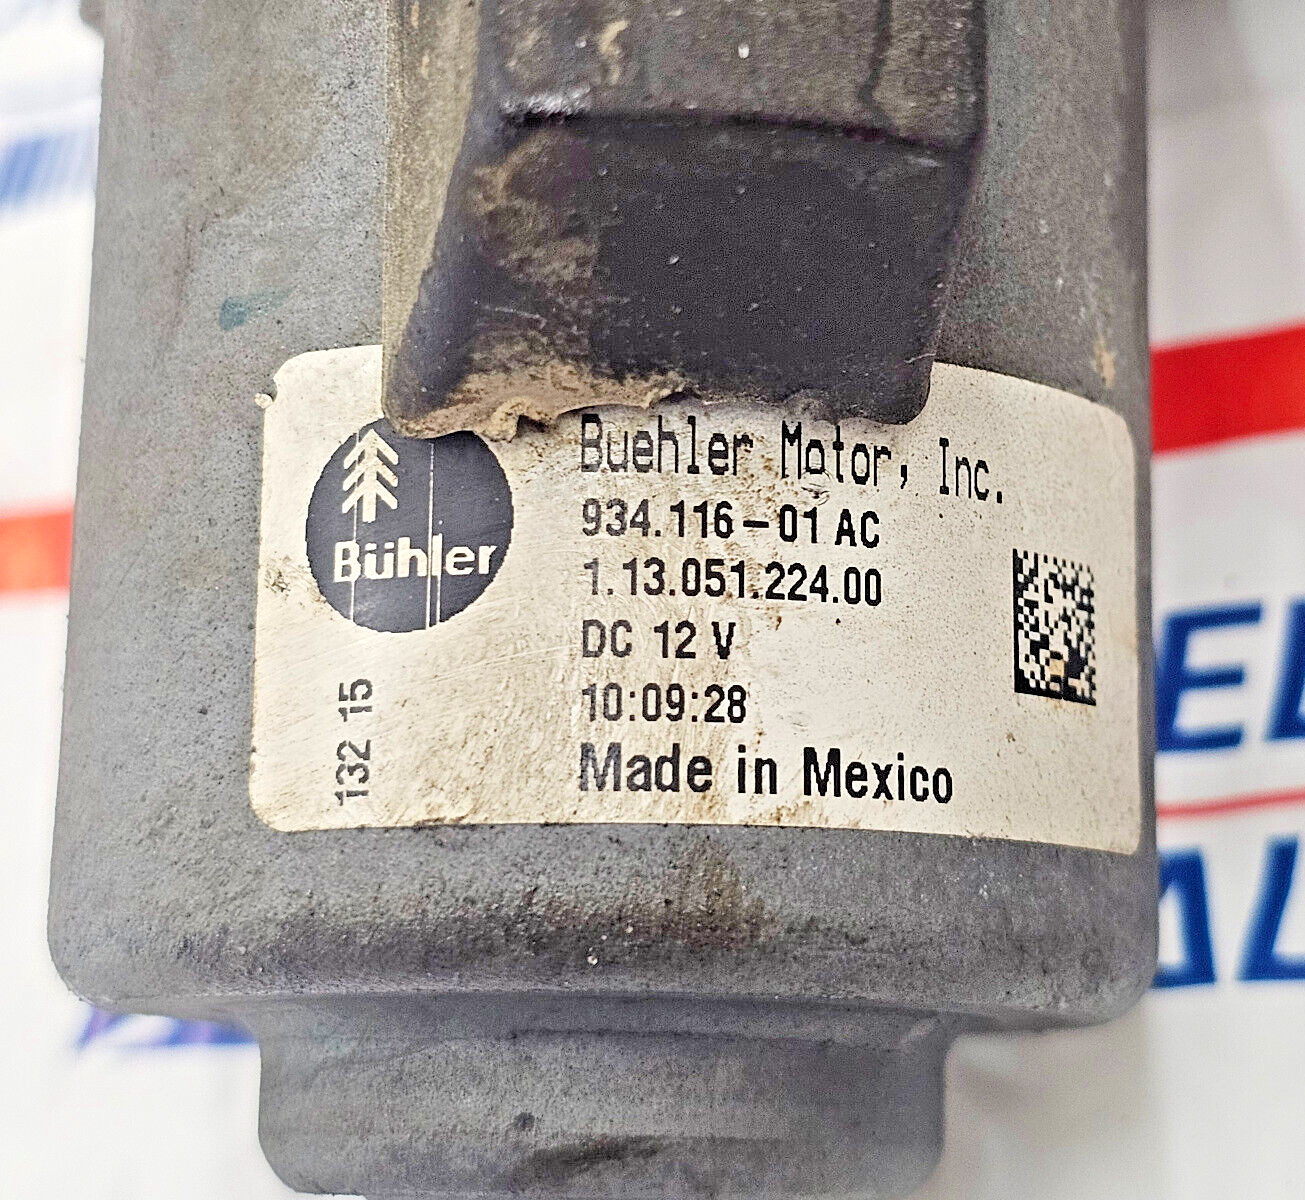 Buehler Motor, Inc.
934.116-01 AC
1.13.051.224.00
DC 12 V
10:09:28
Made in Mexico
Bühler
132 15